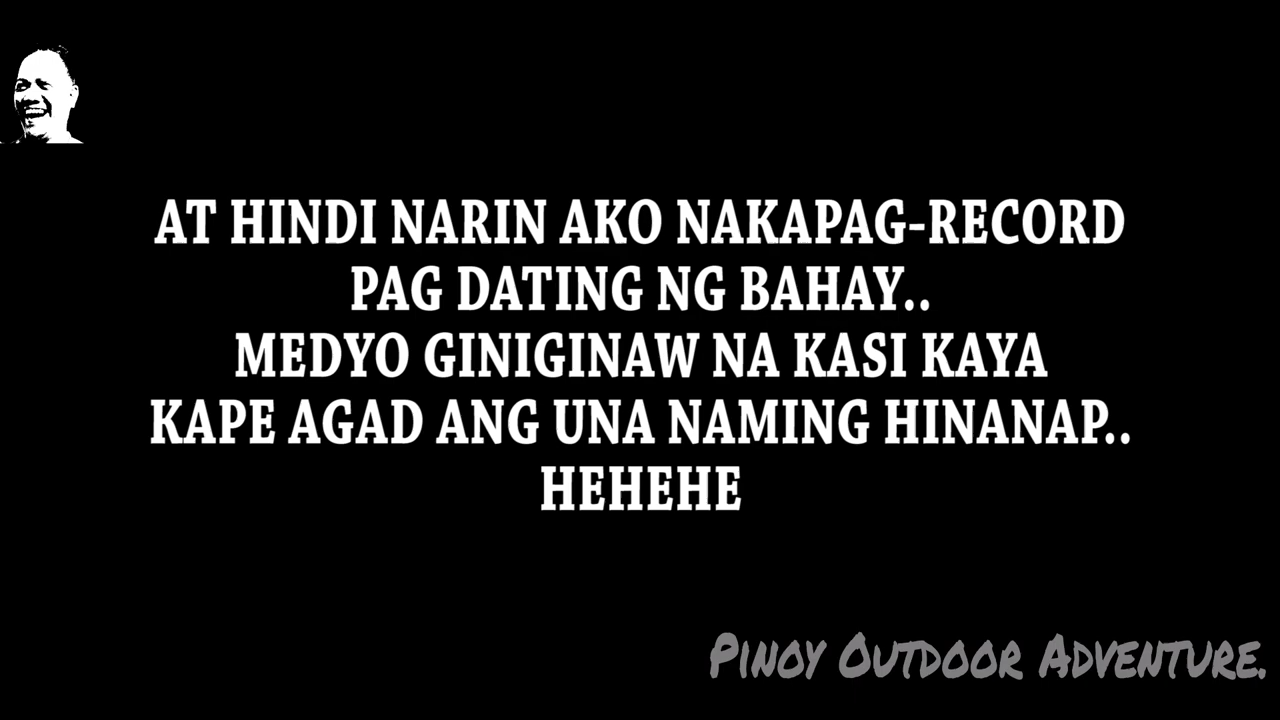 AT HINDI NARIN AKO NAKAPAG-RECORD
PAG DATING NG BAHAY..
MEDYO GINIGINAW NA KASI KAYA
KAPE AGAD ANG UNA NAMING HINANAP..
HEHEHE
PINOY OUTDOOR ADVENTURE.